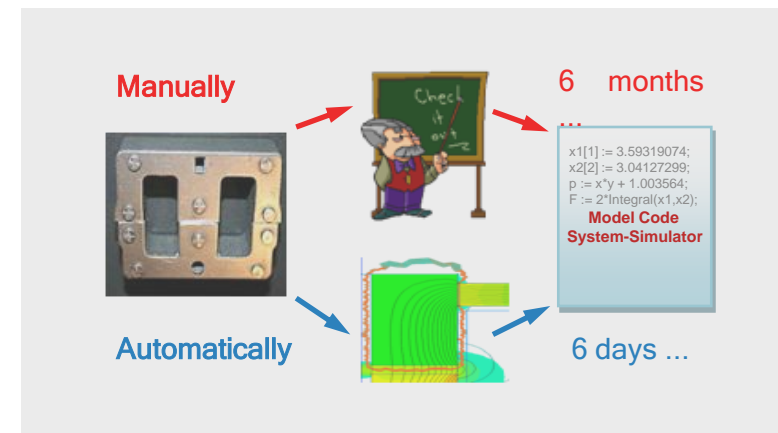 Manually
Check
it
out
6 months
...
x1[1] := 3.59319074;
x2[2] := 3.04127299;
p := x*y + 1.003564;
F := 2*Integral(x1,x2);
Model Code
System-Simulator
Automatically
6 days ...